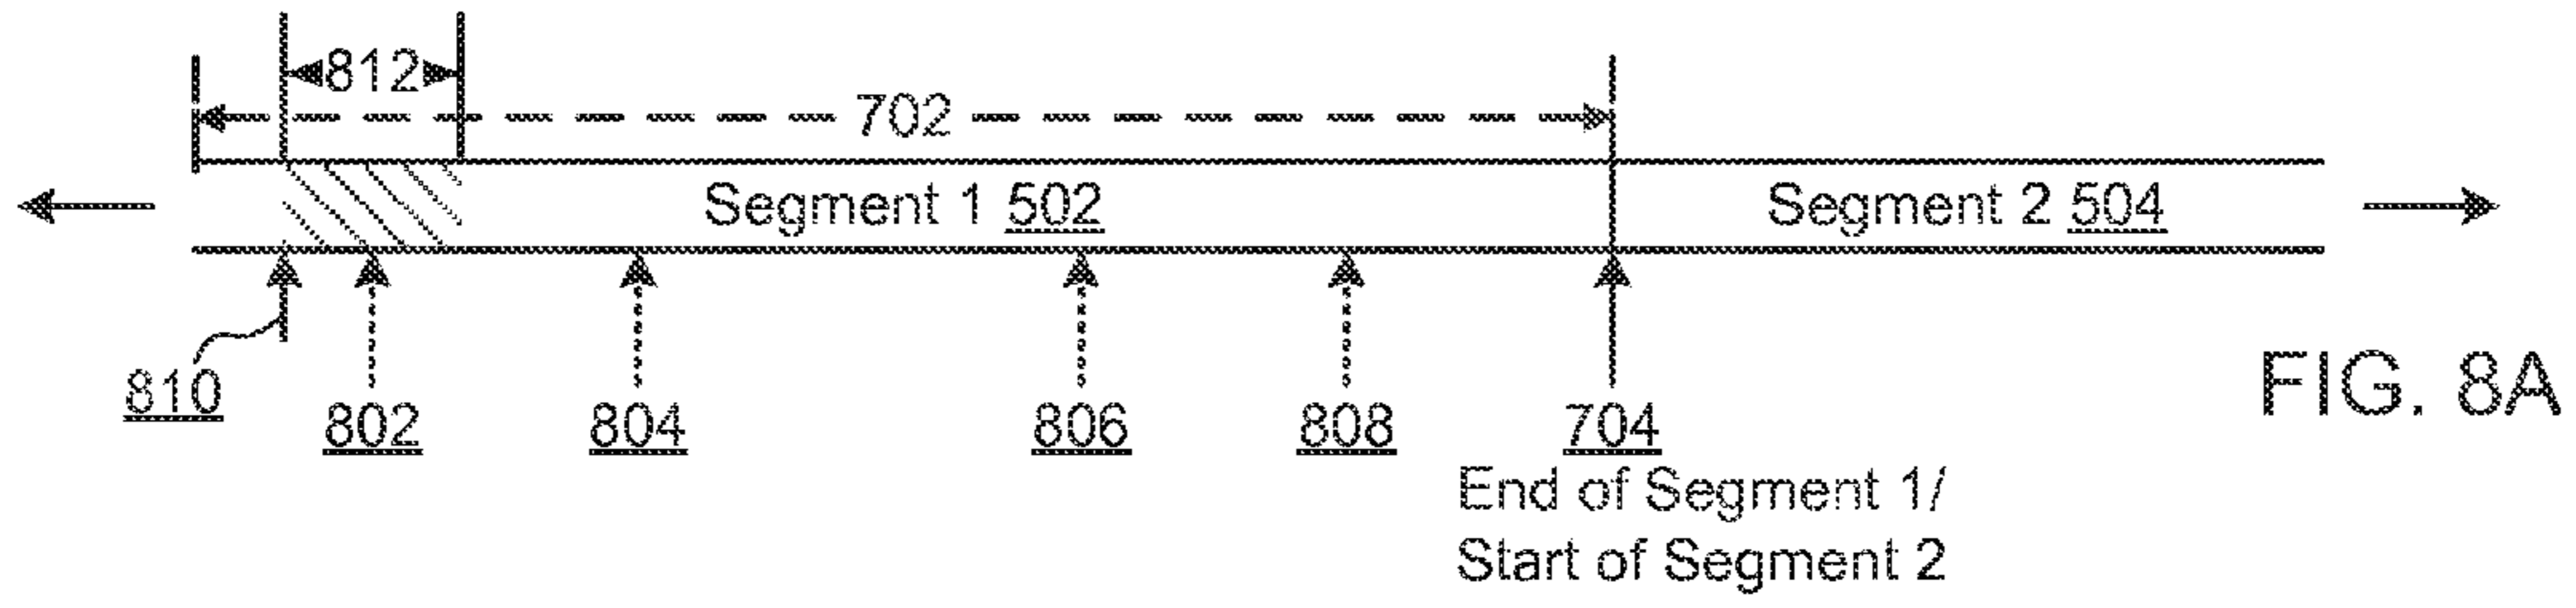 812
702
Segment 1 502
Segment 2 504
810
802
804
806
808
704
End of Segment 1/
Start of Segment 2
FIG. 8A